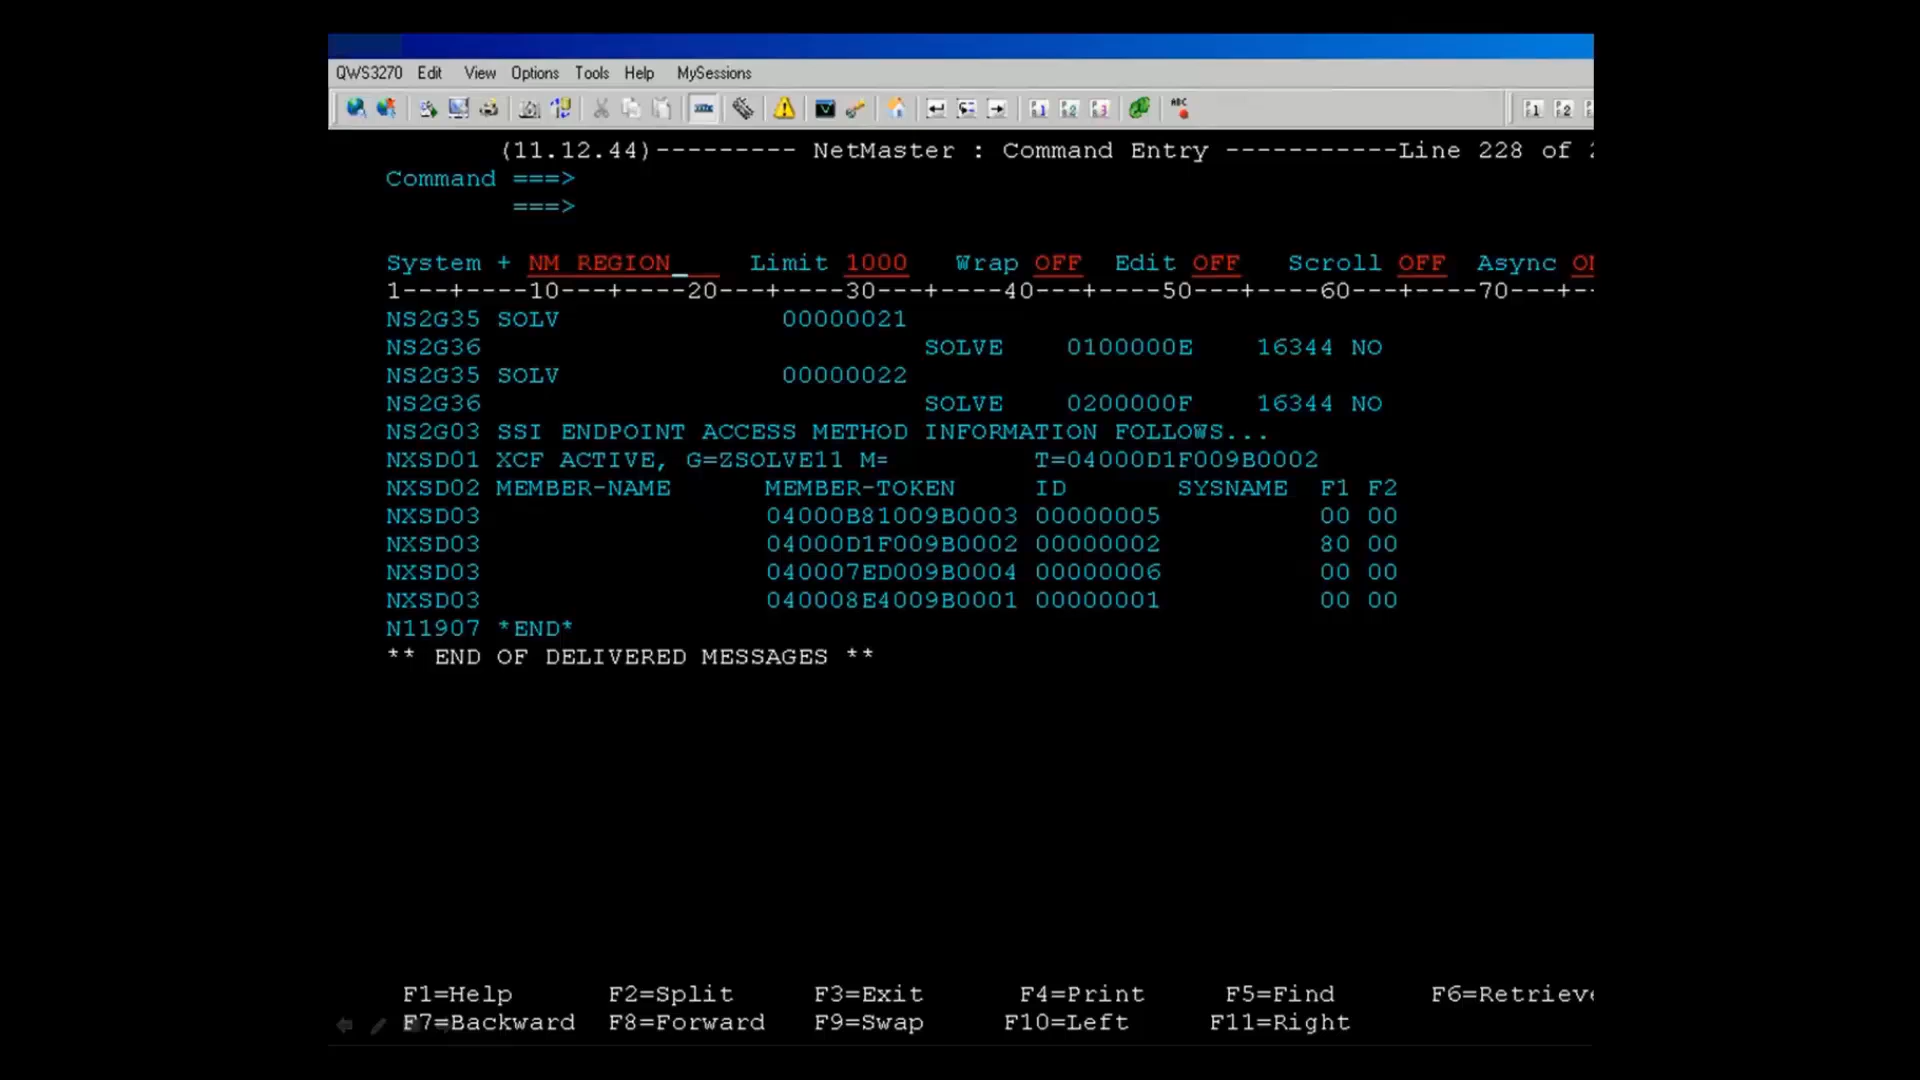 QWS3270 Edit View Options Tools Help MySessions
(11.12.44)--------- NetMaster : Command Entry -----------Line 228 of
Command ===>
===>
System + NM REGION___ Limit 1000 Wrap OFF Edit OFF Scroll OFF Async
1---+----10---+----20---+----30---+----40---+----50---+----60---+----70---+-
NS2G35 SOLV 00000021
NS2G36 SOLVE 0100000E 16344 NO
NS2G35 SOLV 00000022
NS2G36 SOLVE 0200000F 16344 NO
NS2G03 SSI ENDPOINT ACCESS METHOD INFORMATION FOLLOWS...
NXSD01 XCF ACTIVE, G=ZSOLVE11 M= T=04000D1F009B0002
NXSD02 MEMBER-NAME MEMBER-TOKEN ID SYSNAME F1 F2
NXSD03 04000B81009B0003 00000005 00 00
NXSD03 04000D1F009B0002 00000002 80 00
NXSD03 040007ED009B0004 00000006 00 00
NXSD03 040008E4009B0001 00000001 00 00
N11907 *END*
** END OF DELIVERED MESSAGES **
F1=Help F2=Split F3=Exit F4=Print F5=Find F6=Retrieve
F7=Backward F8=Forward F9=Swap F10=Left F11=Right